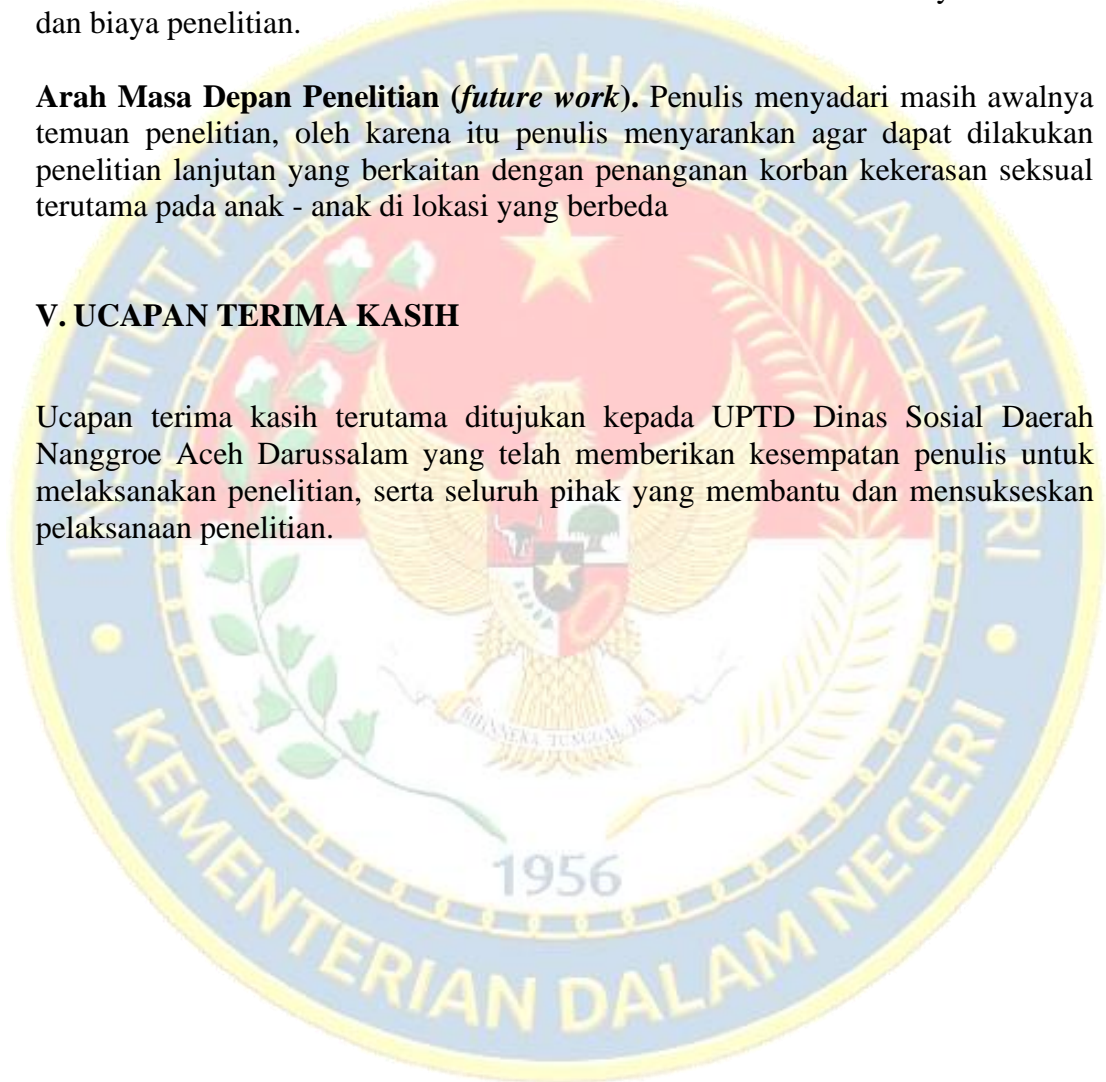 dan biaya penelitian.
Arah Masa Depan Penelitian (future work). Penulis menyadari masih awalnya
temuan penelitian, oleh karena itu penulis menyarankan agar dapat dilakukan
penelitian lanjutan yang berkaitan dengan penanganan korban kekerasan seksual
terutama pada anak - anak di lokasi yang berbeda
V. UCAPAN TERIMA KASIH
Ucapan terima kasih terutama ditujukan kepada UPTD Dinas Sosial Daerah
Nanggroe Aceh Darussalam yang telah memberikan kesempatan penulis untuk
melaksanakan penelitian, serta seluruh pihak yang membantu dan mensukseskan
pelaksanaan penelitian.
INSTITUT PEMERINTAHAN DALAM NEGERI
BHINNEKA TUNGGAL IKA
1956
KEMENTERIAN DALAM NEGERI